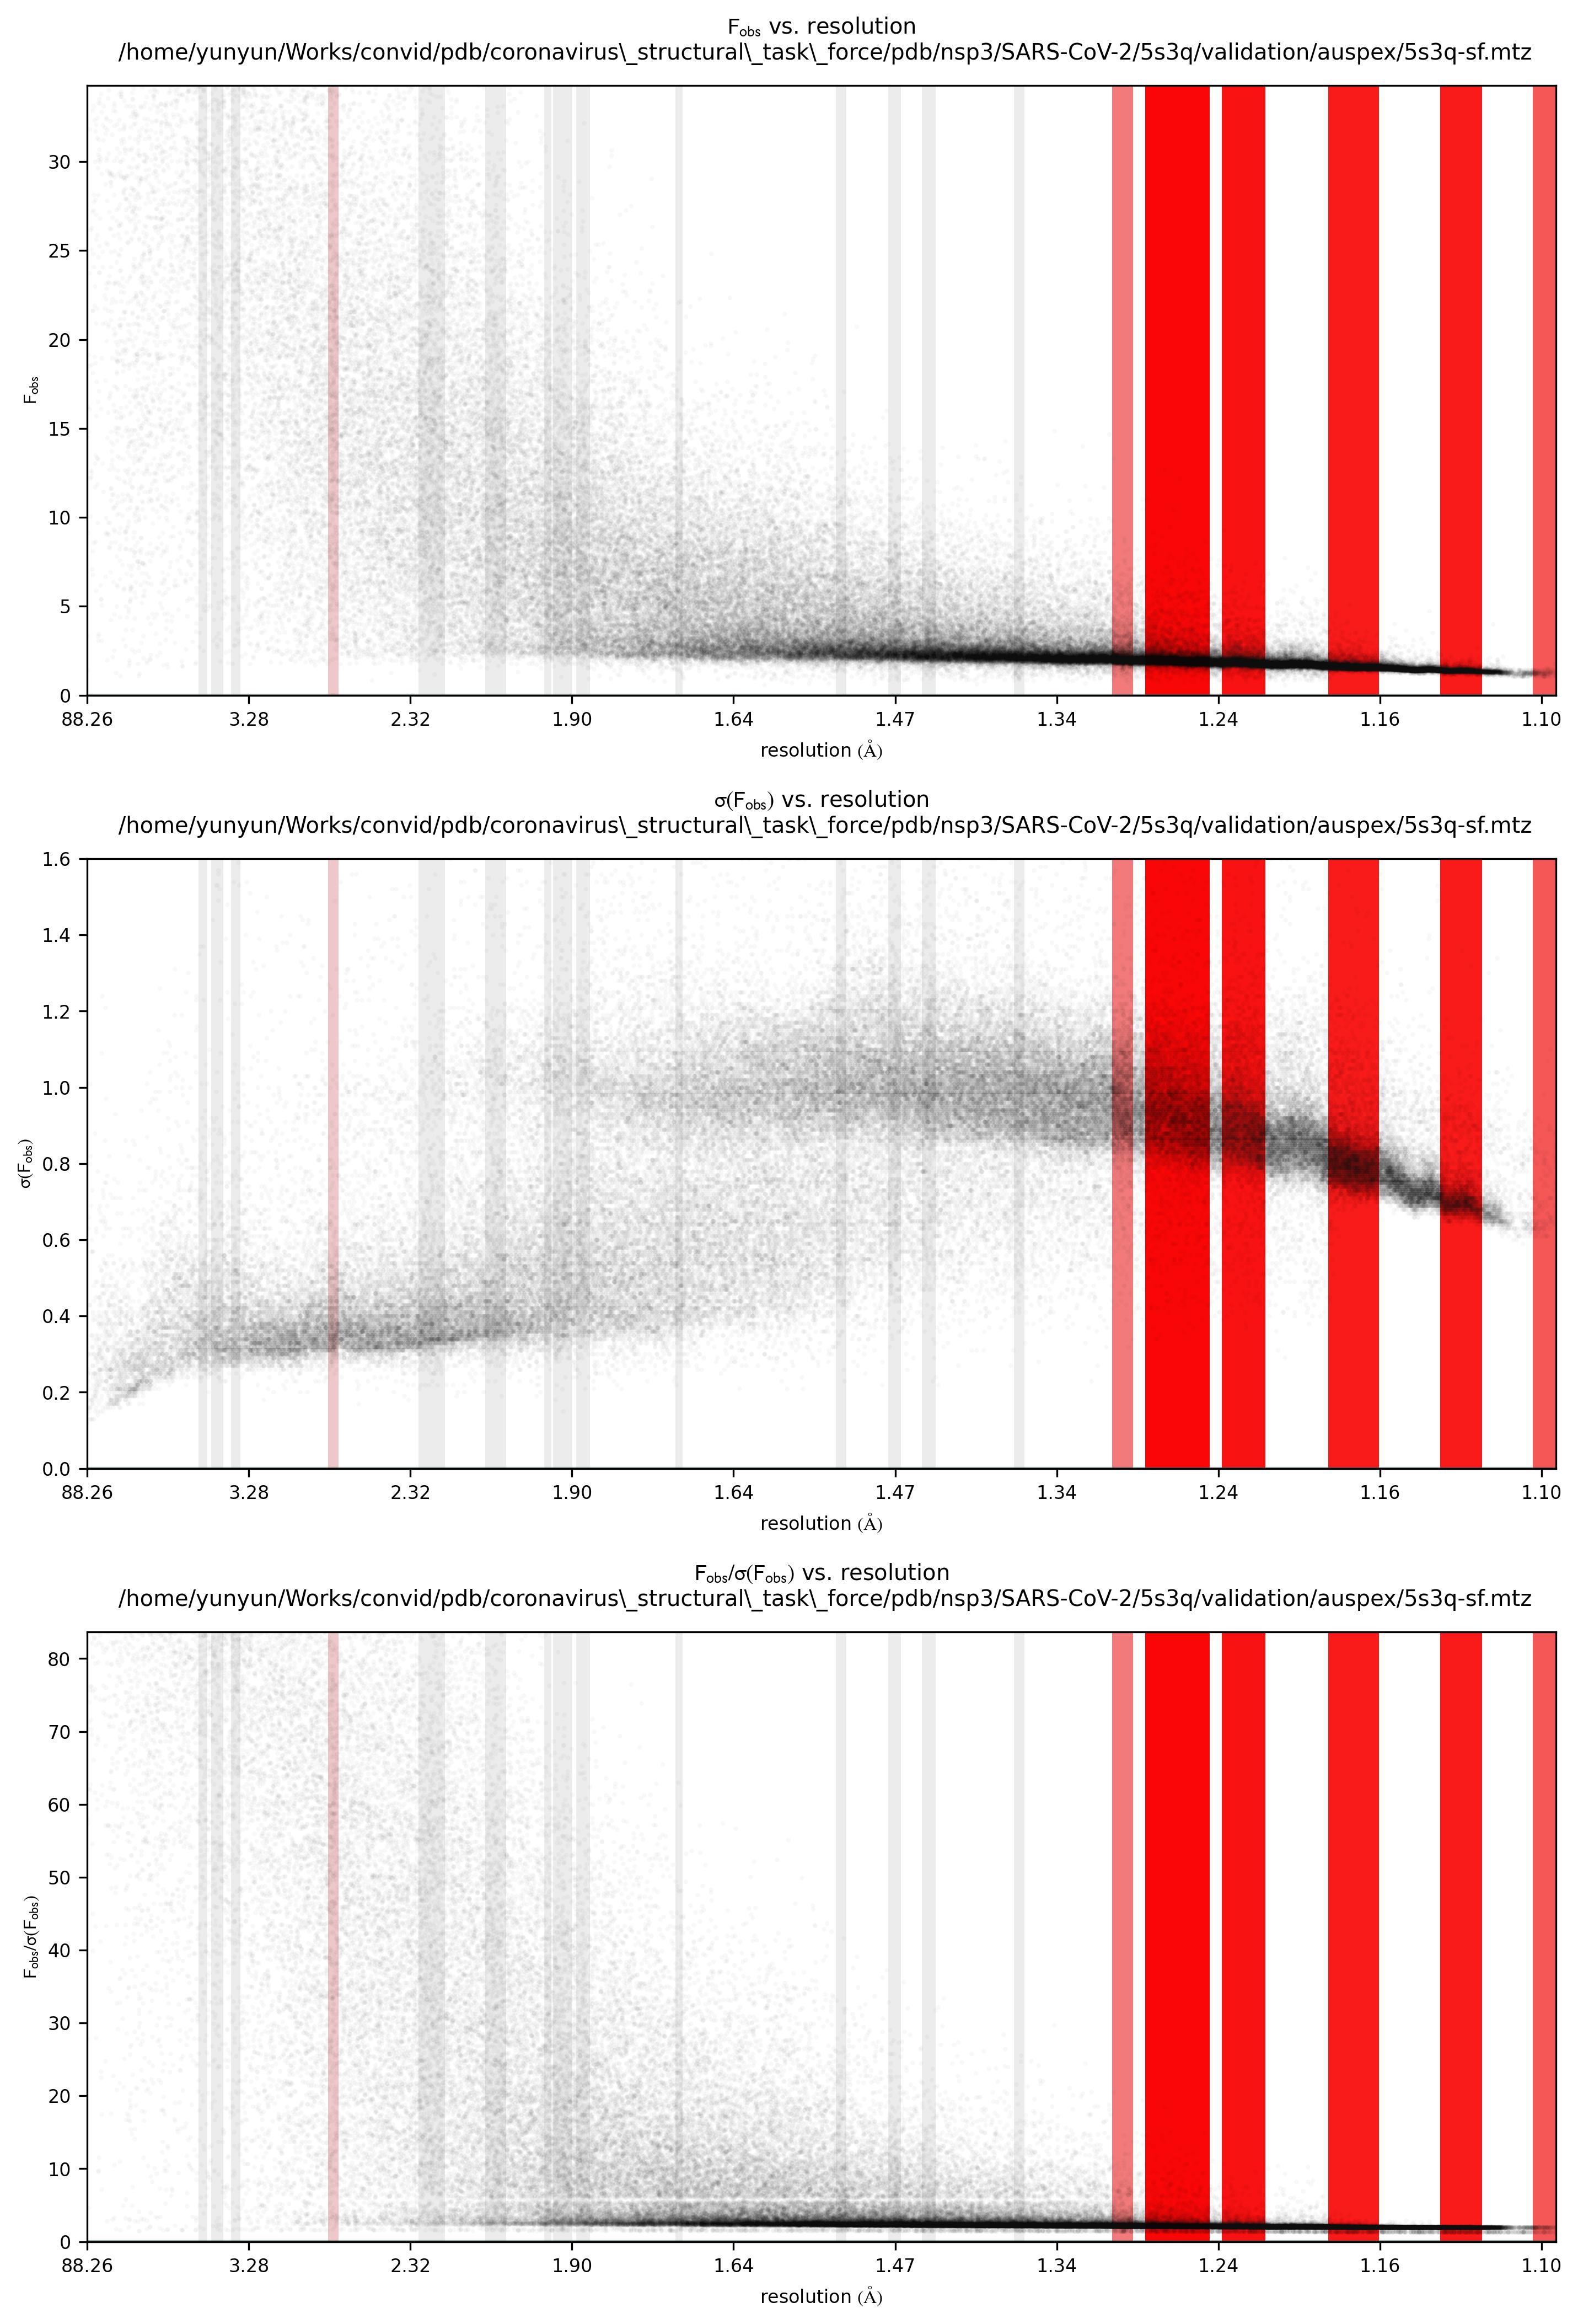 F_obs vs. resolution
/home/yunyun/Works/convid/pdb/coronavirus\_structural\_task\_force/pdb/nsp3/SARS-CoV-2/5s3q/validation/auspex/5s3q-sf.mtz
30
25
20
15
10
5
0
F_obs
88.26 3.28 2.32 1.90 1.64 1.47 1.34 1.24 1.16 1.10
resolution (Å)
σ(F_obs) vs. resolution
/home/yunyun/Works/convid/pdb/coronavirus\_structural\_task\_force/pdb/nsp3/SARS-CoV-2/5s3q/validation/auspex/5s3q-sf.mtz
1.6
1.4
1.2
1.0
0.8
0.6
0.4
0.2
0.0
σ(F_obs)
88.26 3.28 2.32 1.90 1.64 1.47 1.34 1.24 1.16 1.10
resolution (Å)
F_obs/σ(F_obs) vs. resolution
/home/yunyun/Works/convid/pdb/coronavirus\_structural\_task\_force/pdb/nsp3/SARS-CoV-2/5s3q/validation/auspex/5s3q-sf.mtz
80
70
60
50
40
30
20
10
0
F_obs/σ(F_obs)
88.26 3.28 2.32 1.90 1.64 1.47 1.34 1.24 1.16 1.10
resolution (Å)